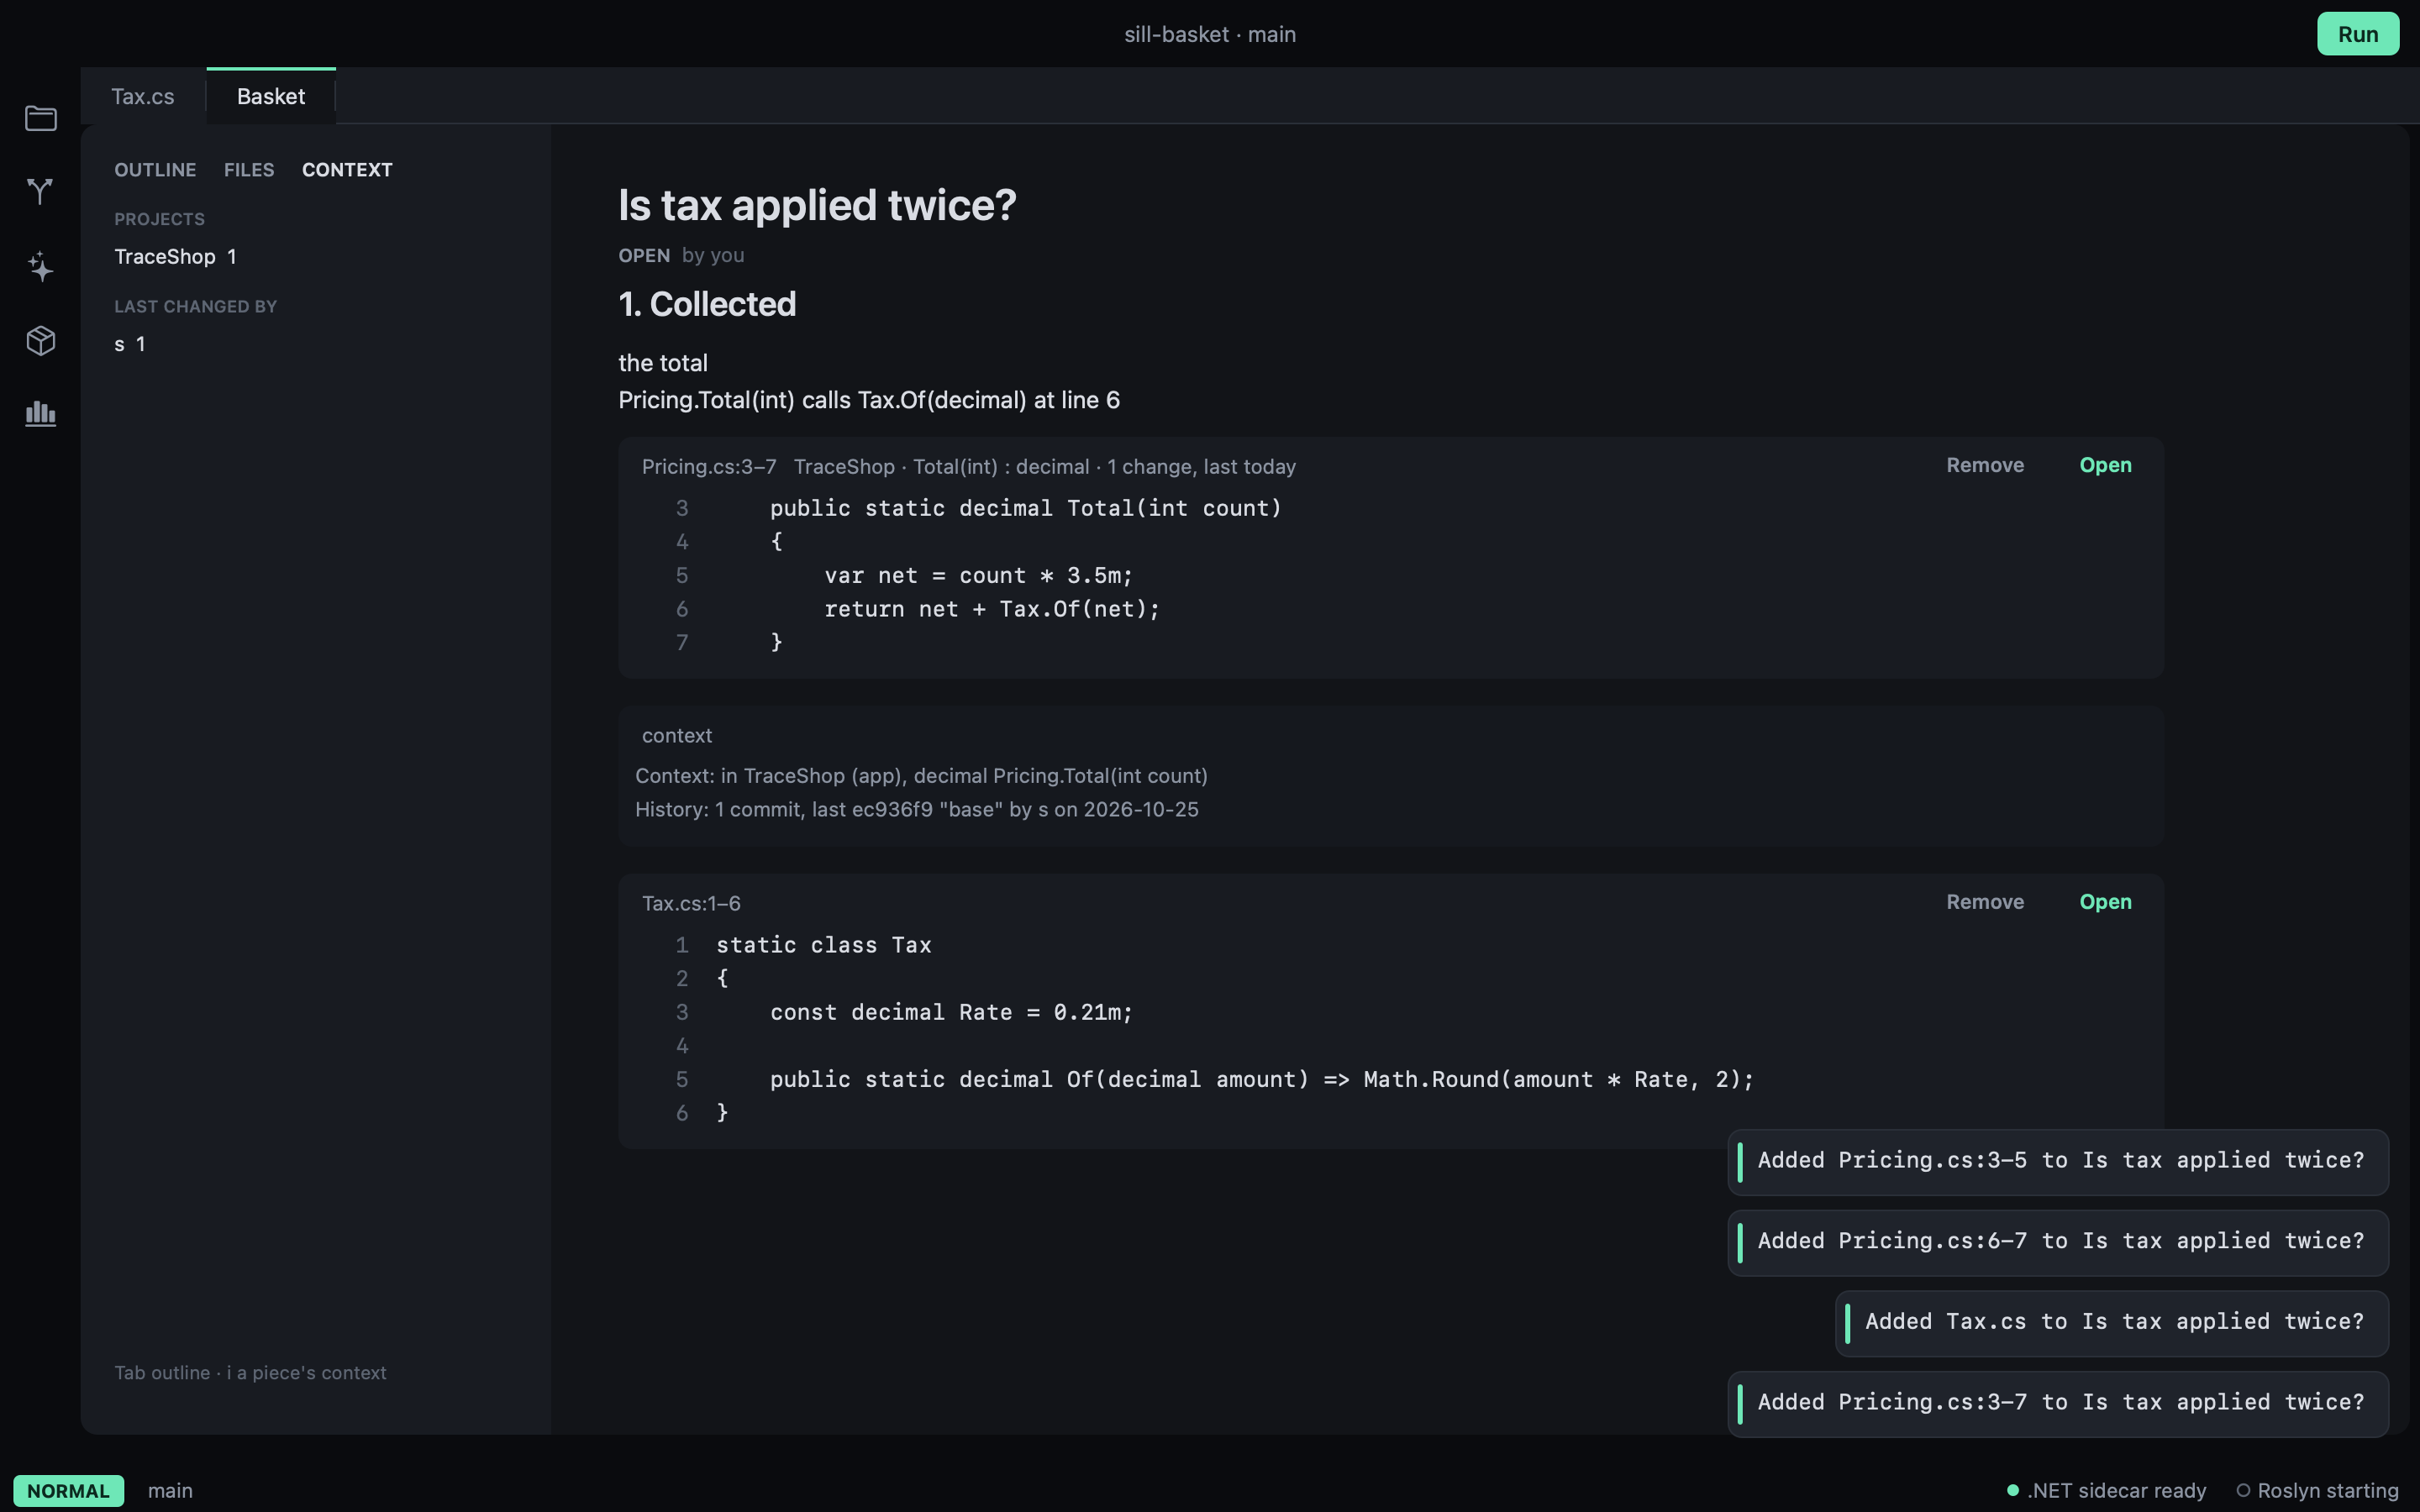 sill-basket · main
Run
Tax.cs
Basket
OUTLINE FILES CONTEXT
PROJECTS
TraceShop 1
LAST CHANGED BY
s 1
Tab outline · i a piece's context
Is tax applied twice?
OPEN by you
1. Collected
the total
Pricing.Total(int) calls Tax.Of(decimal) at line 6
Pricing.cs:3–7 TraceShop · Total(int) : decimal · 1 change, last today
Remove Open
3 public static decimal Total(int count)
4 {
5 var net = count * 3.5m;
6 return net + Tax.Of(net);
7 }
context
Context: in TraceShop (app), decimal Pricing.Total(int count)
History: 1 commit, last ec936f9 "base" by s on 2026-10-25
Tax.cs:1–6
Remove Open
1 static class Tax
2 {
3 const decimal Rate = 0.21m;
4
5 public static decimal Of(decimal amount) => Math.Round(amount * Rate, 2);
6 }
Added Pricing.cs:3–5 to Is tax applied twice?
Added Pricing.cs:6–7 to Is tax applied twice?
Added Tax.cs to Is tax applied twice?
Added Pricing.cs:3–7 to Is tax applied twice?
NORMAL main
.NET sidecar ready
Roslyn starting